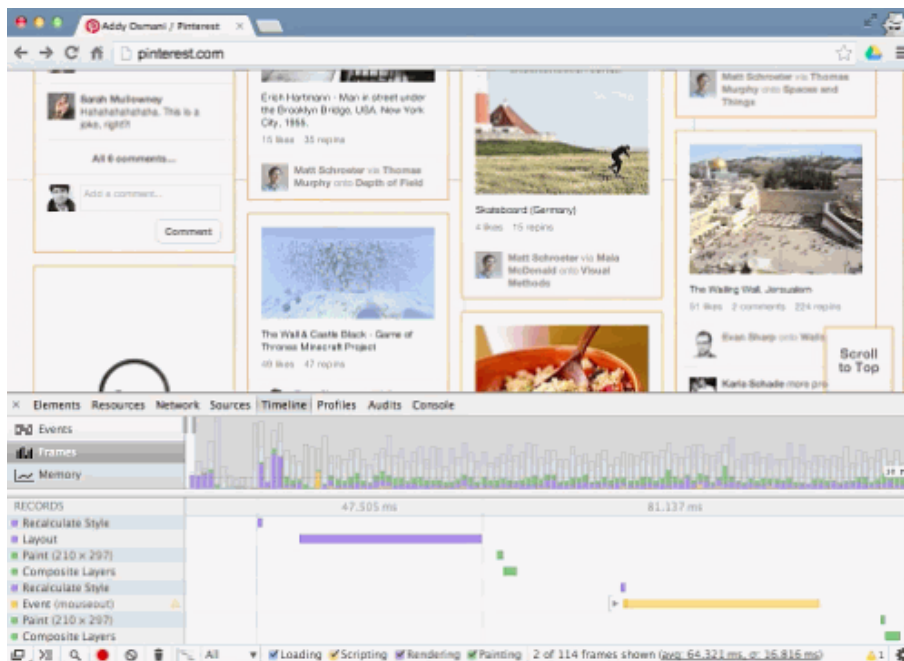 Addy Osmani / Pinterest
pinterest.com
Sarah Mullowney
Hahahahahaha. This is a
joke, right?!
All 6 comments...
Add a comment...
Comment
Erich Hartmann - Man in street under
the Brooklyn Bridge, USA. New York
City, 1955.
15 likes 35 repins
Matt Schroeter via Thomas
Murphy onto Depth of Field
The Wall & Castle Black - Game of
Thrones Minecraft Project
49 likes 47 repins
Skateboard (Germany)
4 likes 15 repins
Matt Schroeter via Maia
McDonald onto Visual
Methods
Matt Schroeter via Thomas
Murphy onto Spaces and
Things
The Wailing Wall, Jerusalem
51 likes 2 comments 224 repins
Evan Sharp onto Walls
Karla Schade more pro
Scroll
to Top
× Elements Resources Network Sources Timeline Profiles Audits Console
Events
Frames
Memory
RECORDS 47.505 ms 81.137 ms
Recalculate Style
Layout
Paint (210 × 297)
Composite Layers
Recalculate Style
Event (mouseout)
Paint (210 × 297)
Composite Layers
All Loading Scripting Rendering Painting 2 of 114 frames shown (avg: 64.321 ms, σ: 16.816 ms) 1